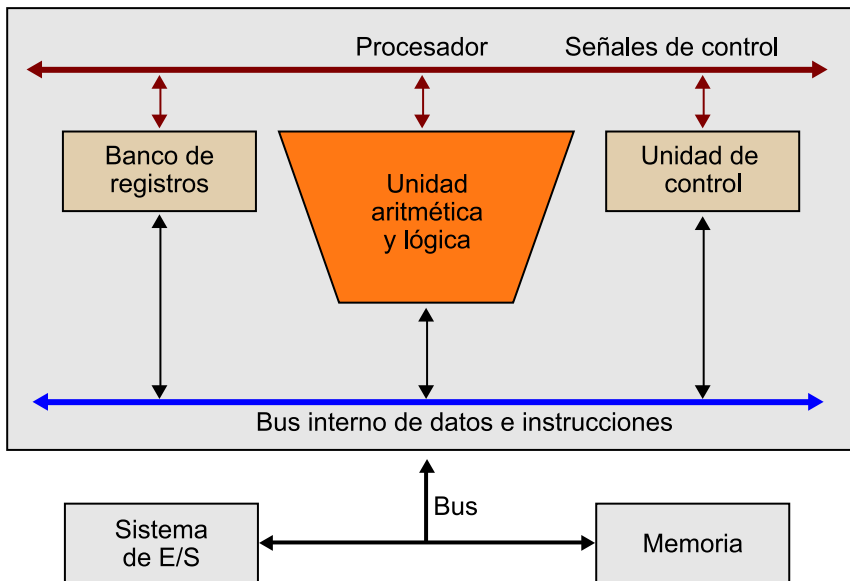 Procesador
Señales de control
Banco de
registros
Unidad
aritmética
y lógica
Unidad de
control
Bus interno de datos e instrucciones
Bus
Sistema
de E/S
Memoria